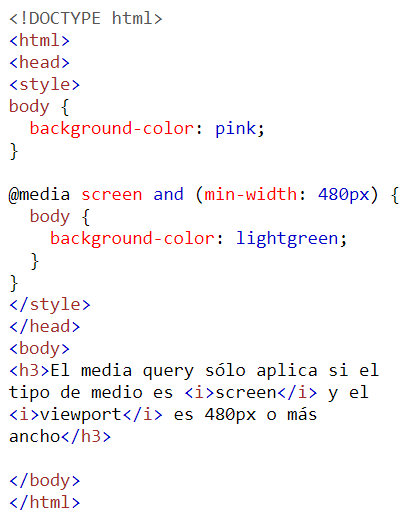 <!DOCTYPE html>
<html>
<head>
<style>
body {
  background-color: pink;
}

@media screen and (min-width: 480px) {
  body {
    background-color: lightgreen;
  }
}
</style>
</head>
<body>
<h3>El media query sólo aplica si el
tipo de medio es <i>screen</i> y el
<i>viewport</i> es 480px o más
ancho</h3>

</body>
</html>